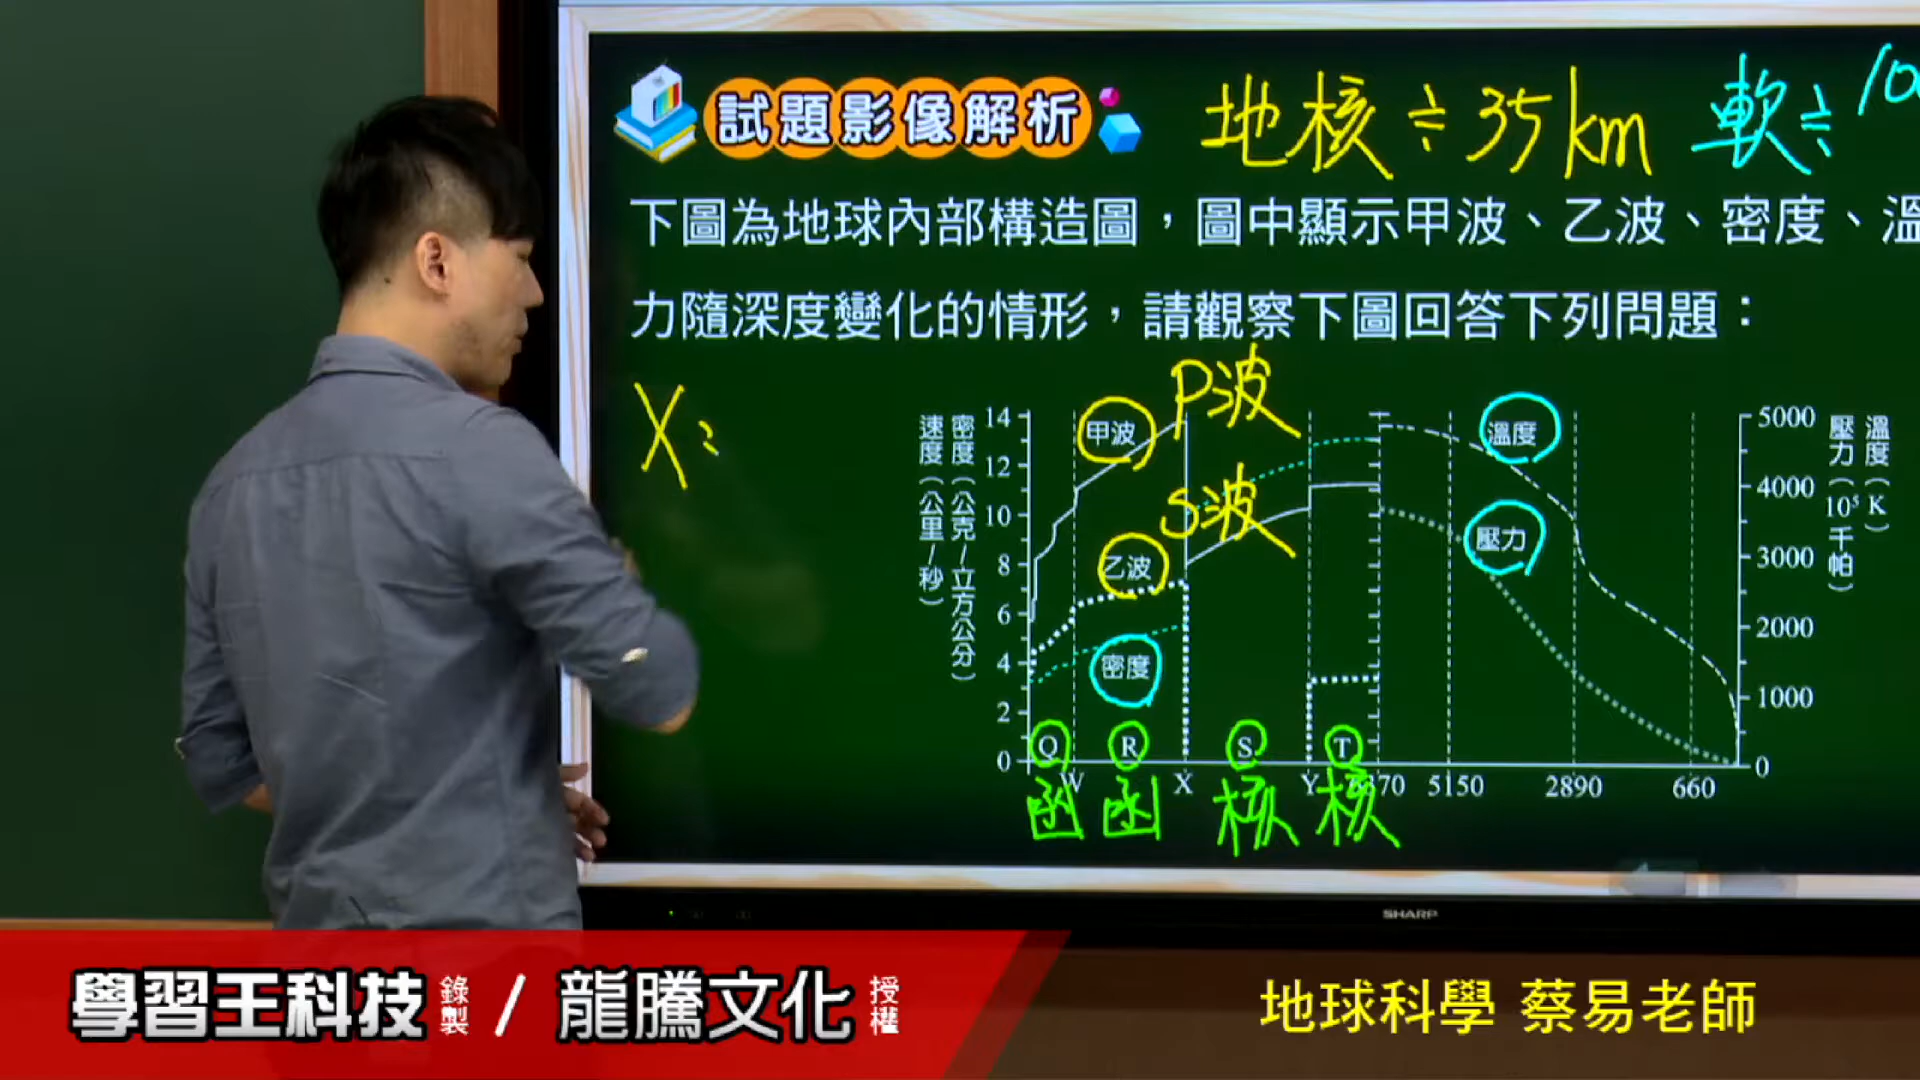 試題影像解析
地核≑35km 軟≑100
下圖為地球內部構造圖，圖中顯示甲波、乙波、密度、溫
力隨深度變化的情形，請觀察下圖回答下列問題：
X:
P波
S波
速度（公里／秒）
密度（公克／立方公分）
14
12
10
8
6
4
2
0
甲波
乙波
密度
溫度
壓力
Q R S T
W X Y 6370 5150 2890 660
函 函 核 核
5000
4000
3000
2000
1000
0
壓力（10⁵千帕）
溫度（K）
SHARP
學習王科技 錄製 / 龍騰文化 授權
地球科學 蔡易老師